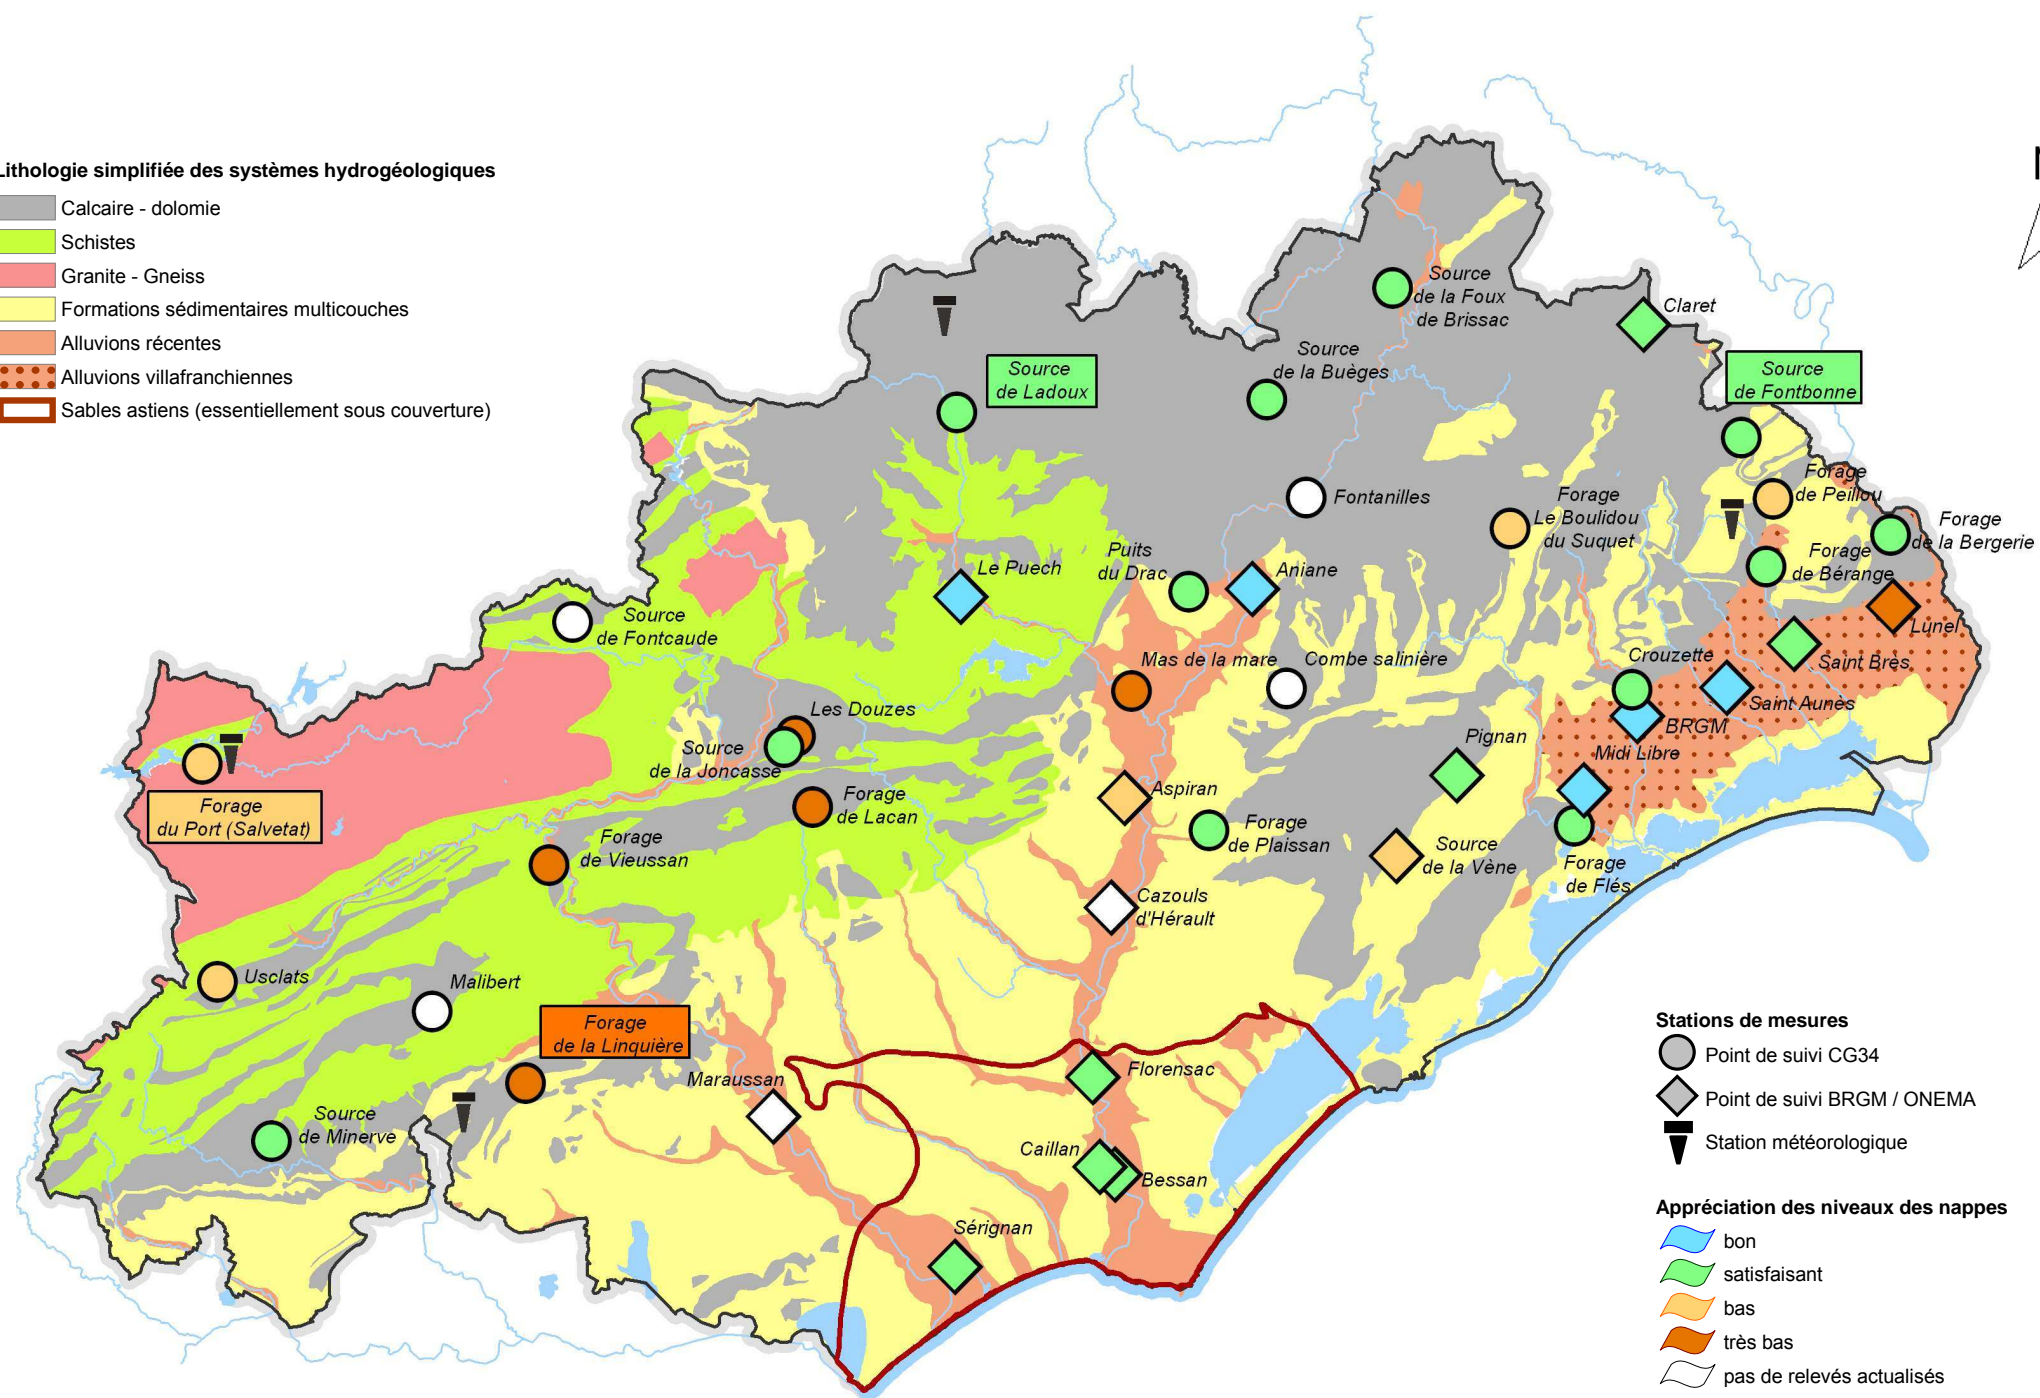 Lithologie simplifiée des systèmes hydrogéologiques
Calcaire - dolomie
Schistes
Granite - Gneiss
Formations sédimentaires multicouches
Alluvions récentes
Alluvions villafranchiennes
Sables astiens (essentiellement sous couverture)
N
Source
de la Foux
de Brissac
Claret
Source
de la Buèges
Source
de Ladoux
Source
de Fontbonne
Forage
de Peillou
Fontanilles
Forage
Le Boulidou
du Suquet
Forage
de la Bergerie
Forage
de Bérange
Puits
du Drac
Aniane
Le Puech
Source
de Fontcaude
Lunel
Saint Bres
Crouzette
Mas de la mare
Combe salinière
Saint Aunès
BRGM
Les Douzes
Source
de la Joncasse
Pignan
Midi Libre
Forage
du Port (Salvetat)
Forage
de Lacan
Aspiran
Forage
de Vieussan
Forage
de Plaissan
Source
de la Vène
Forage
de Flés
Cazouls
d'Hérault
Usclats
Malibert
Forage
de la Linquière
Maraussan
Florensac
Source
de Minerve
Caillan
Bessan
Sérignan
Stations de mesures
Point de suivi CG34
Point de suivi BRGM / ONEMA
Station météorologique
Appréciation des niveaux des nappes
bon
satisfaisant
bas
très bas
pas de relevés actualisés